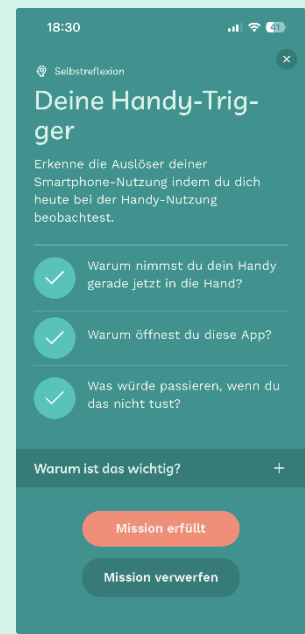 18:30
41
Selbstreflexion
Deine Handy-Trig-
ger
Erkenne die Auslöser deiner
Smartphone-Nutzung indem du dich
heute bei der Handy-Nutzung
beobachtest.
Warum nimmst du dein Handy
gerade jetzt in die Hand?
Warum öffnest du diese App?
Was würde passieren, wenn du
das nicht tust?
Warum ist das wichtig? +
Mission erfüllt
Mission verwerfen